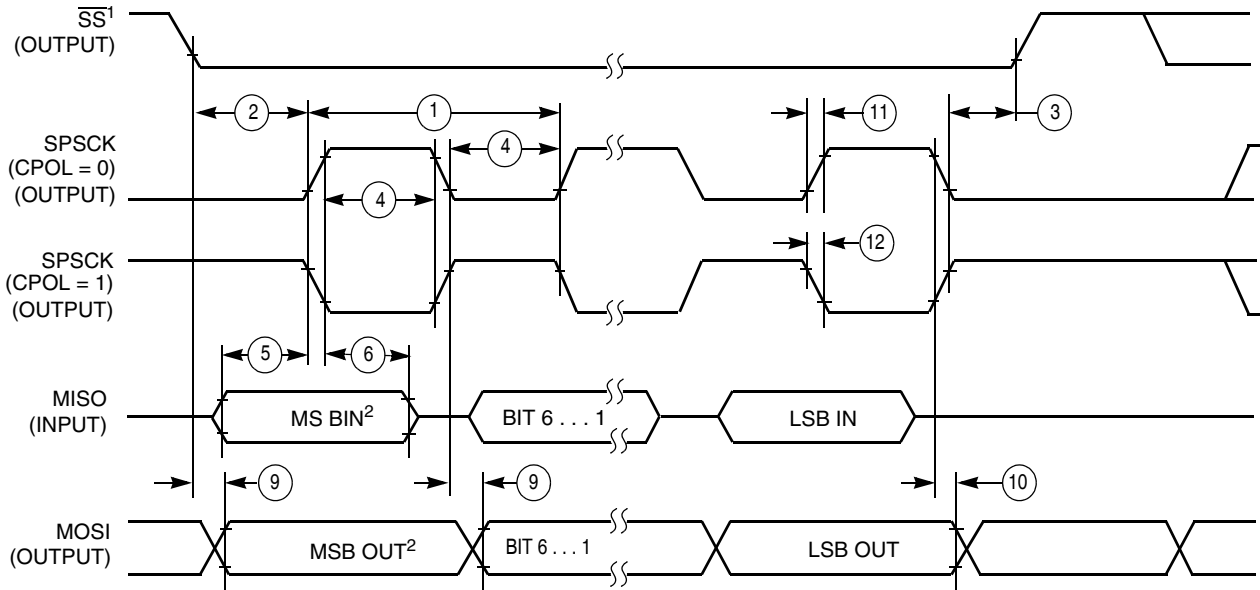 SS¹
(OUTPUT)
2
1
11
3
SPSCK
(CPOL = 0)
(OUTPUT)
4
4
SPSCK
(CPOL = 1)
(OUTPUT)
12
5
6
MISO
(INPUT)
MS BIN²
BIT 6 . . . 1
LSB IN
9
9
10
MOSI
(OUTPUT)
MSB OUT²
BIT 6 . . . 1
LSB OUT